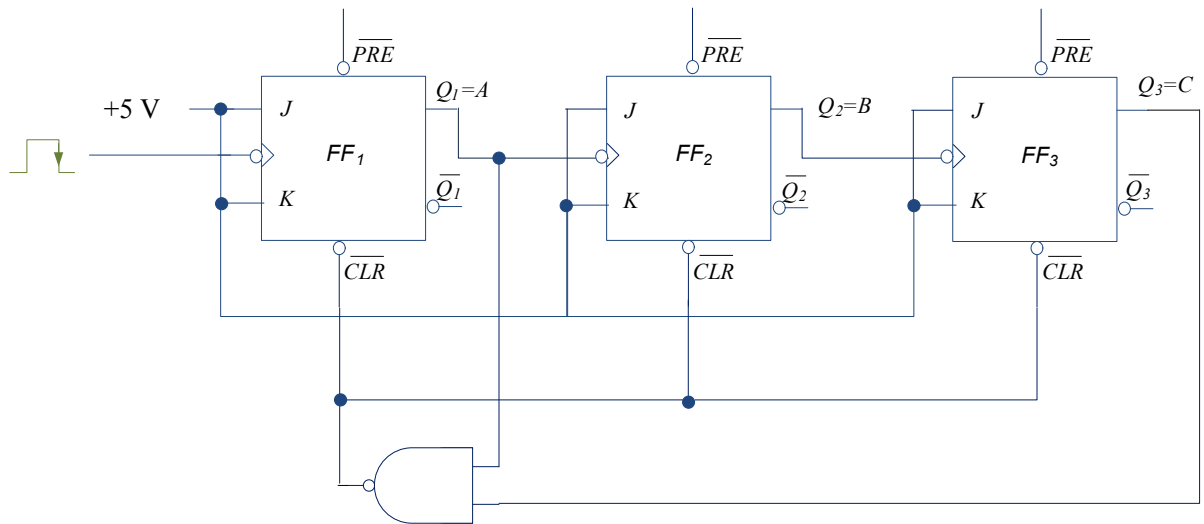 +5 V
PRE
Q1=A
J
FF1
K
Q1
CLR
PRE
Q2=B
J
FF2
K
Q2
CLR
PRE
Q3=C
J
FF3
K
Q3
CLR